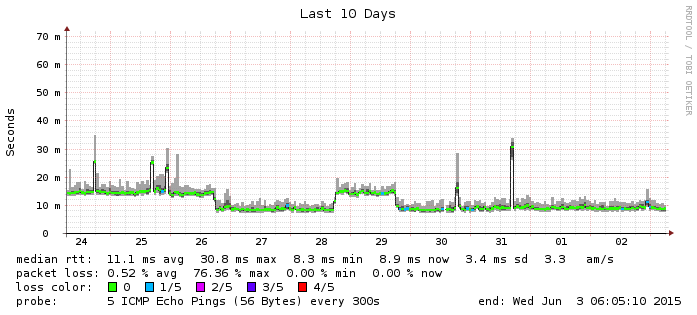 Last 10 Days
RRDTOOL / TOBI OETIKER
70 m
60 m
50 m
40 m
30 m
20 m
10 m
0
Seconds
24 25 26 27 28 29 30 31 01 02
median rtt: 11.1 ms avg 30.8 ms max 8.3 ms min 8.9 ms now 3.4 ms sd 3.3 am/s
packet loss: 0.52 % avg 76.36 % max 0.00 % min 0.00 % now
loss color: 0 1/5 2/5 3/5 4/5
probe: 5 ICMP Echo Pings (56 Bytes) every 300s end: Wed Jun 3 06:05:10 2015